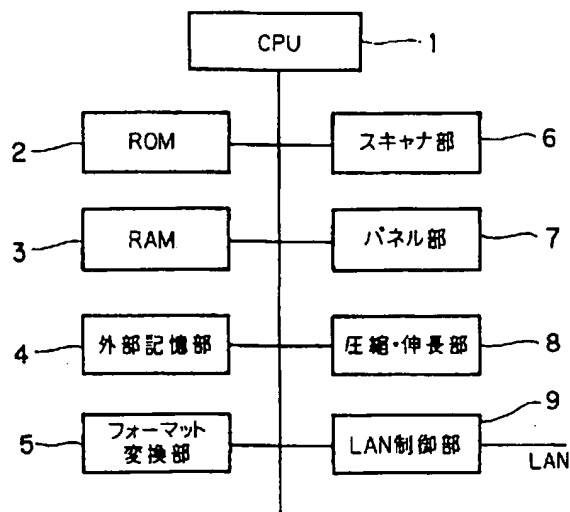 CPU
1
2
ROM
スキャナ部
6
3
RAM
パネル部
7
4
外部記憶部
圧縮・伸長部
8
5
フォーマット
変換部
LAN制御部
9
LAN